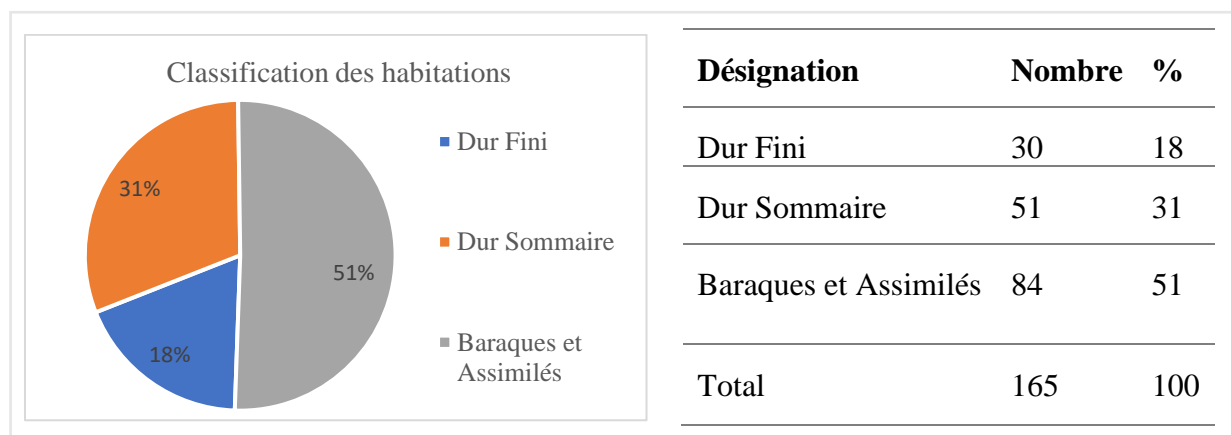 Classification des habitations
31%
51%
18%
Dur Fini
Dur Sommaire
Baraques et
Assimilés
Désignation Nombre %
Dur Fini 30 18
Dur Sommaire 51 31
Baraques et Assimilés 84 51
Total 165 100